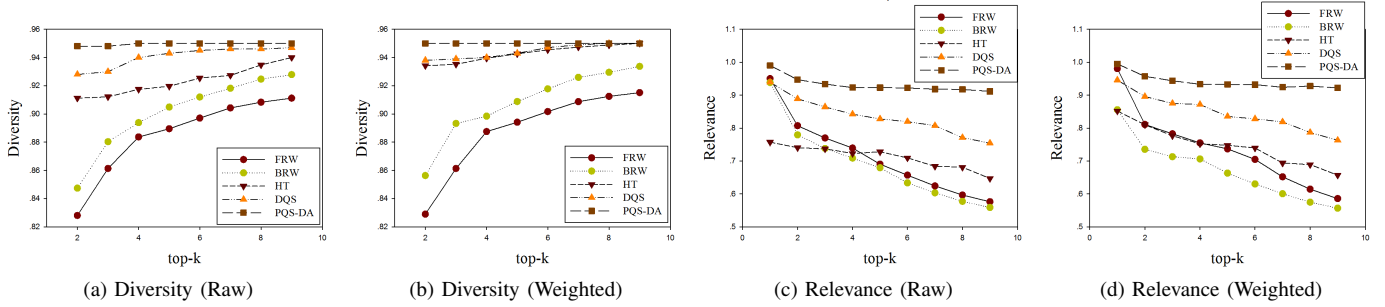 .96
.94
.92
.90
.88
.86
.84
.82
Diversity
2
4
6
8
10
top-k
FRW
BRW
HT
DQS
PQS-DA
(a) Diversity (Raw)
.96
.94
.92
.90
.88
.86
.84
.82
Diversity
2
4
6
8
10
top-k
FRW
BRW
HT
DQS
PQS-DA
(b) Diversity (Weighted)
1.1
1.0
.9
.8
.7
.6
.5
Relevance
0
2
4
6
8
10
top-k
FRW
BRW
HT
DQS
PQS-DA
(c) Relevance (Raw)
1.1
1.0
.9
.8
.7
.6
.5
Relevance
0
2
4
6
8
10
top-k
FRW
BRW
HT
DQS
PQS-DA
(d) Relevance (Weighted)